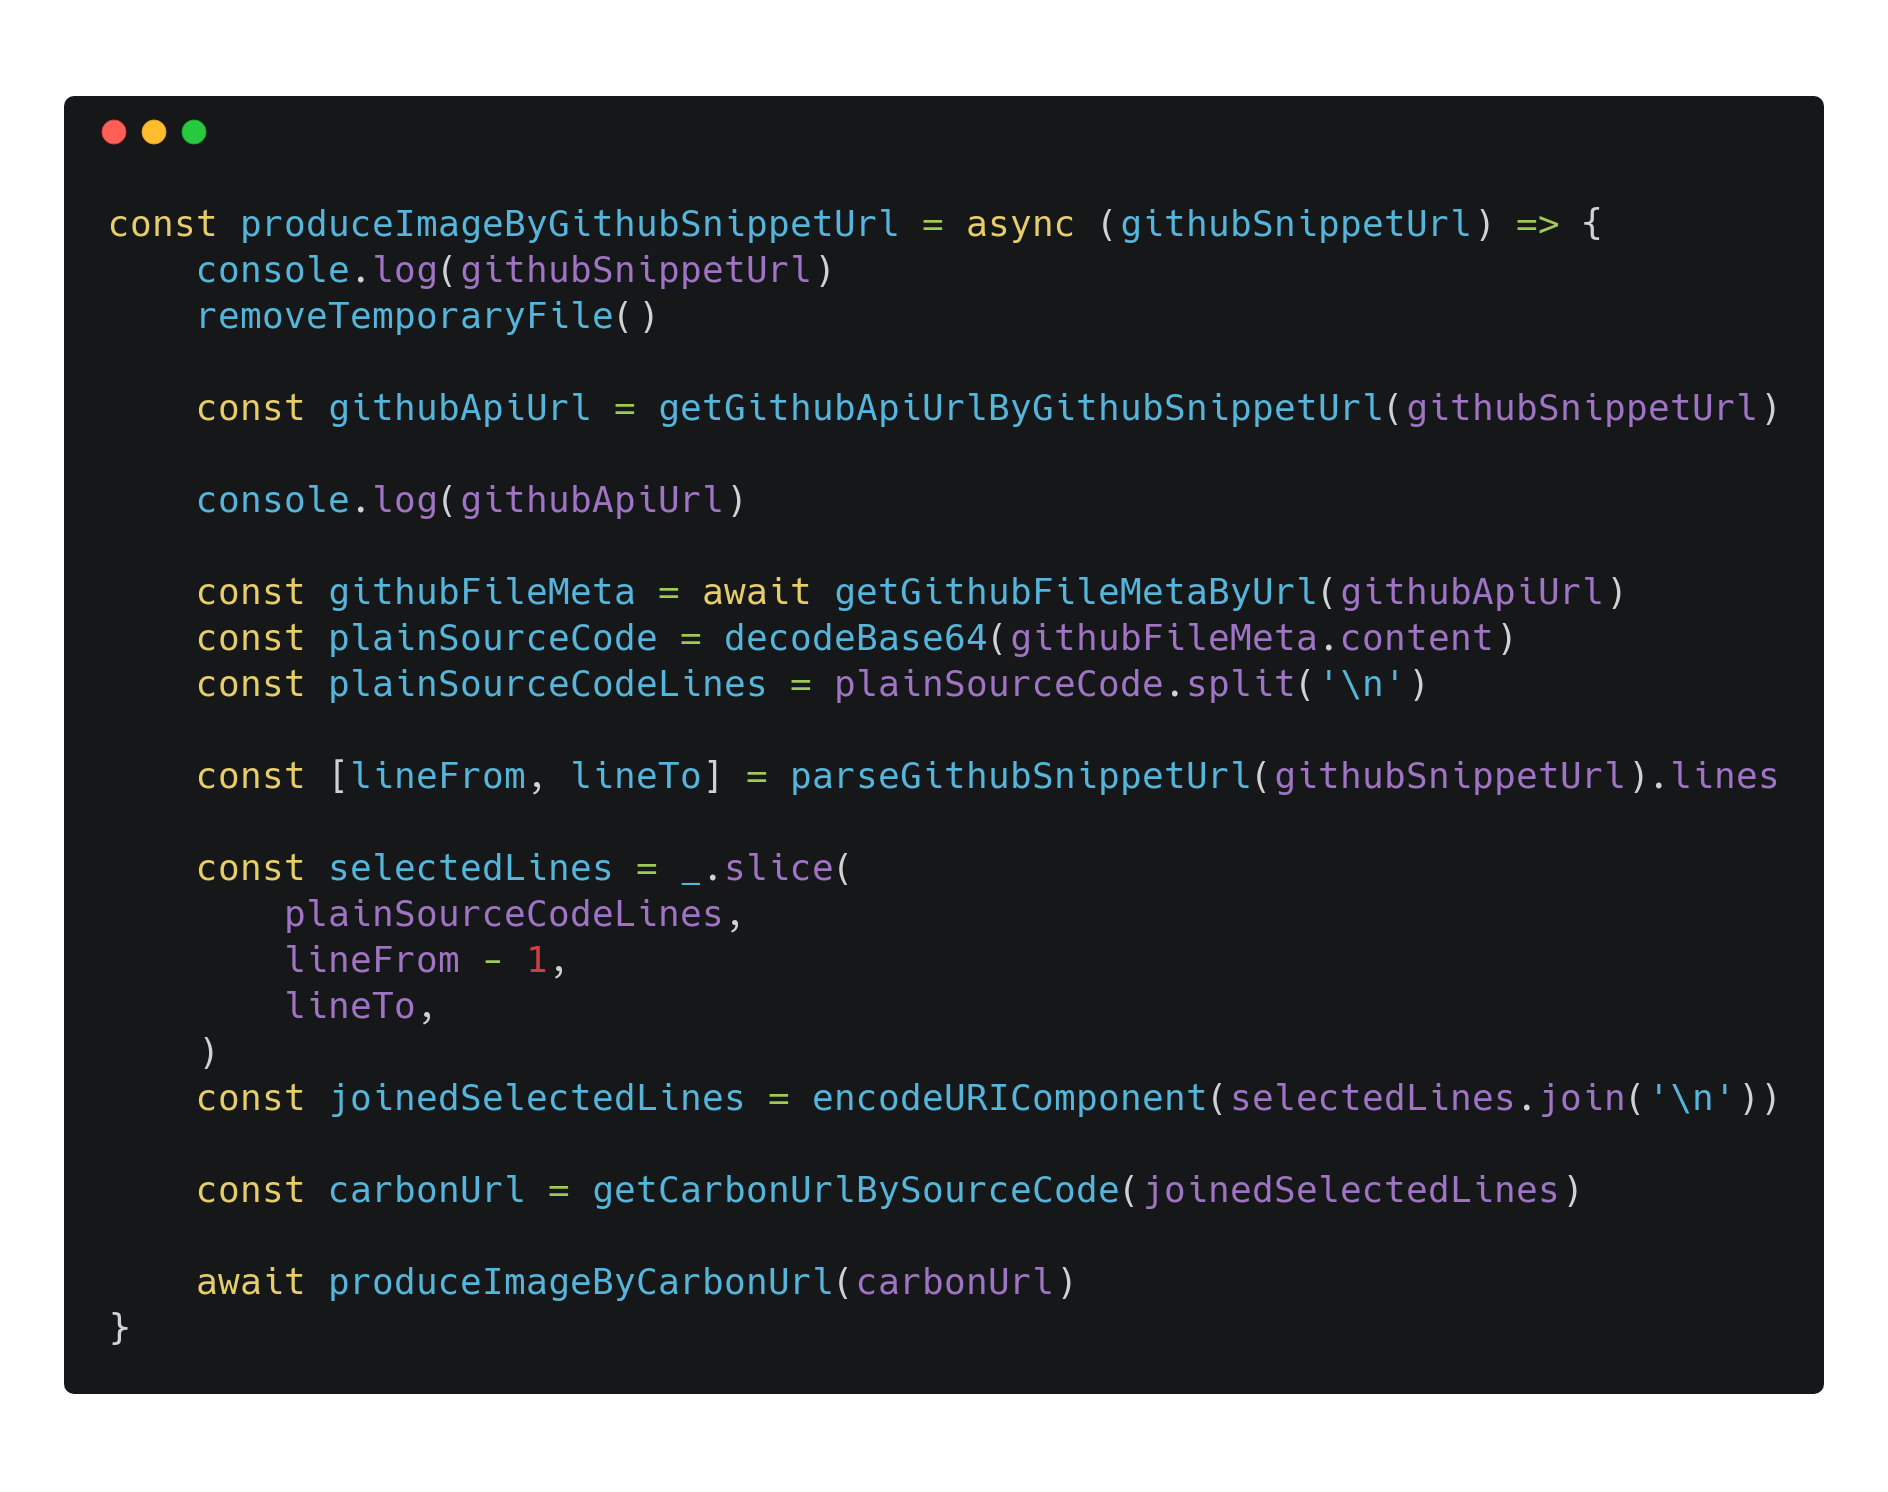 const produceImageByGithubSnippetUrl = async (githubSnippetUrl) => {
    console.log(githubSnippetUrl)
    removeTemporaryFile()

    const githubApiUrl = getGithubApiUrlByGithubSnippetUrl(githubSnippetUrl)

    console.log(githubApiUrl)

    const githubFileMeta = await getGithubFileMetaByUrl(githubApiUrl)
    const plainSourceCode = decodeBase64(githubFileMeta.content)
    const plainSourceCodeLines = plainSourceCode.split('\n')

    const [lineFrom, lineTo] = parseGithubSnippetUrl(githubSnippetUrl).lines

    const selectedLines = _.slice(
        plainSourceCodeLines,
        lineFrom - 1,
        lineTo,
    )
    const joinedSelectedLines = encodeURIComponent(selectedLines.join('\n'))

    const carbonUrl = getCarbonUrlBySourceCode(joinedSelectedLines)

    await produceImageByCarbonUrl(carbonUrl)
}